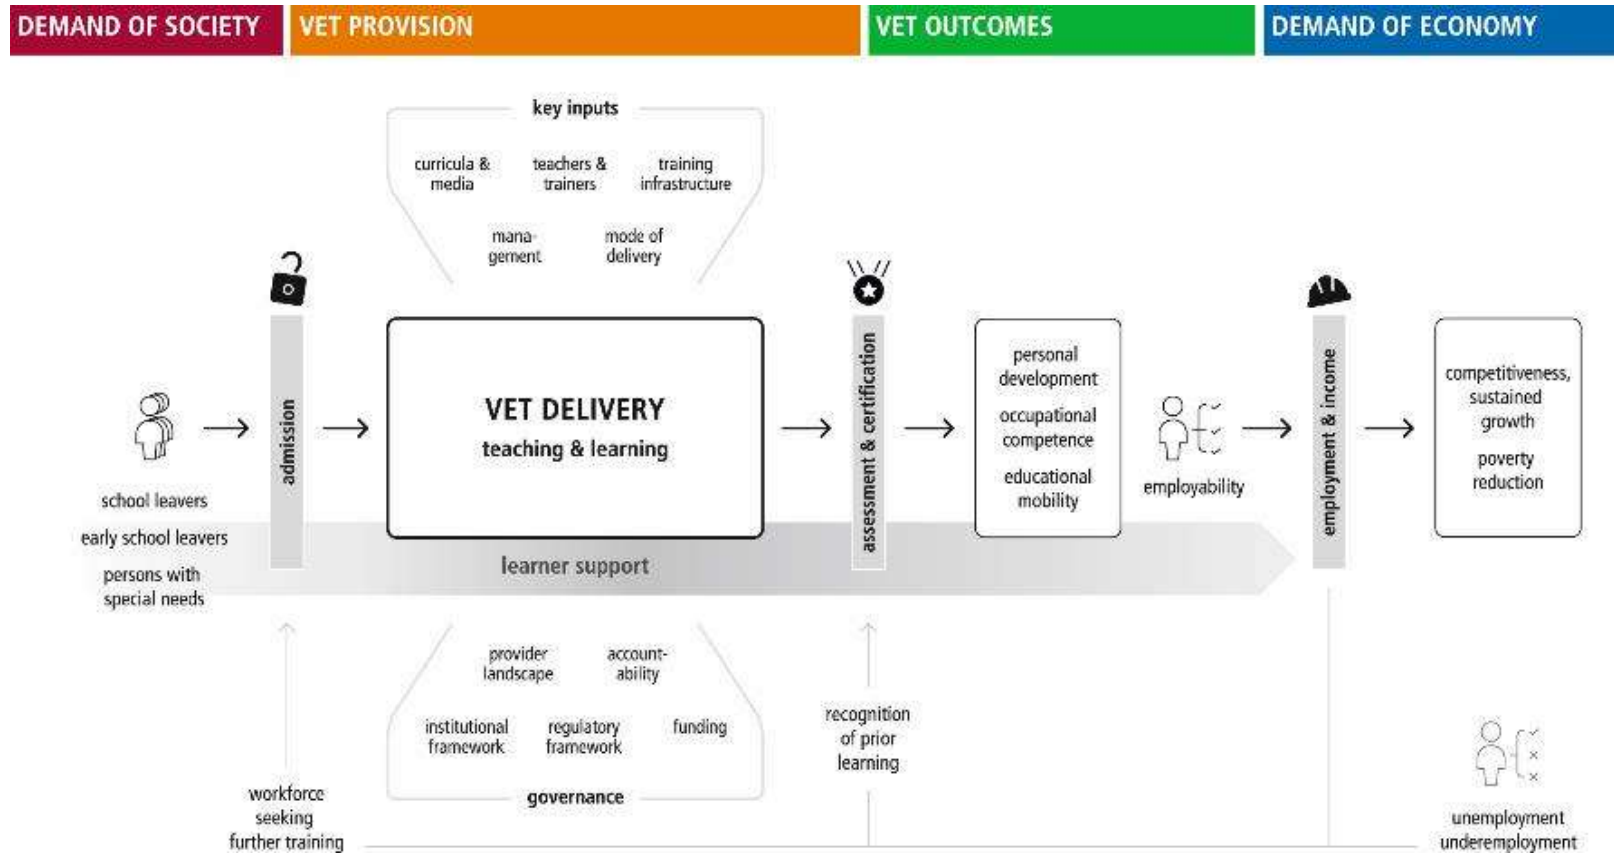 DEMAND OF SOCIETY
VET PROVISION
VET OUTCOMES
DEMAND OF ECONOMY
key inputs
curricula &
media
teachers &
trainers
training
infrastructure
mana-
gement
mode of
delivery
school leavers
early school leavers
persons with
special needs
admission
VET DELIVERY
teaching & learning
learner support
assessment & certification
personal
development
occupational
competence
educational
mobility
employability
employment & income
competitiveness,
sustained
growth
poverty
reduction
provider
landscape
account-
ability
institutional
framework
regulatory
framework
funding
governance
workforce
seeking
further training
recognition
of prior
learning
unemployment
underemployment